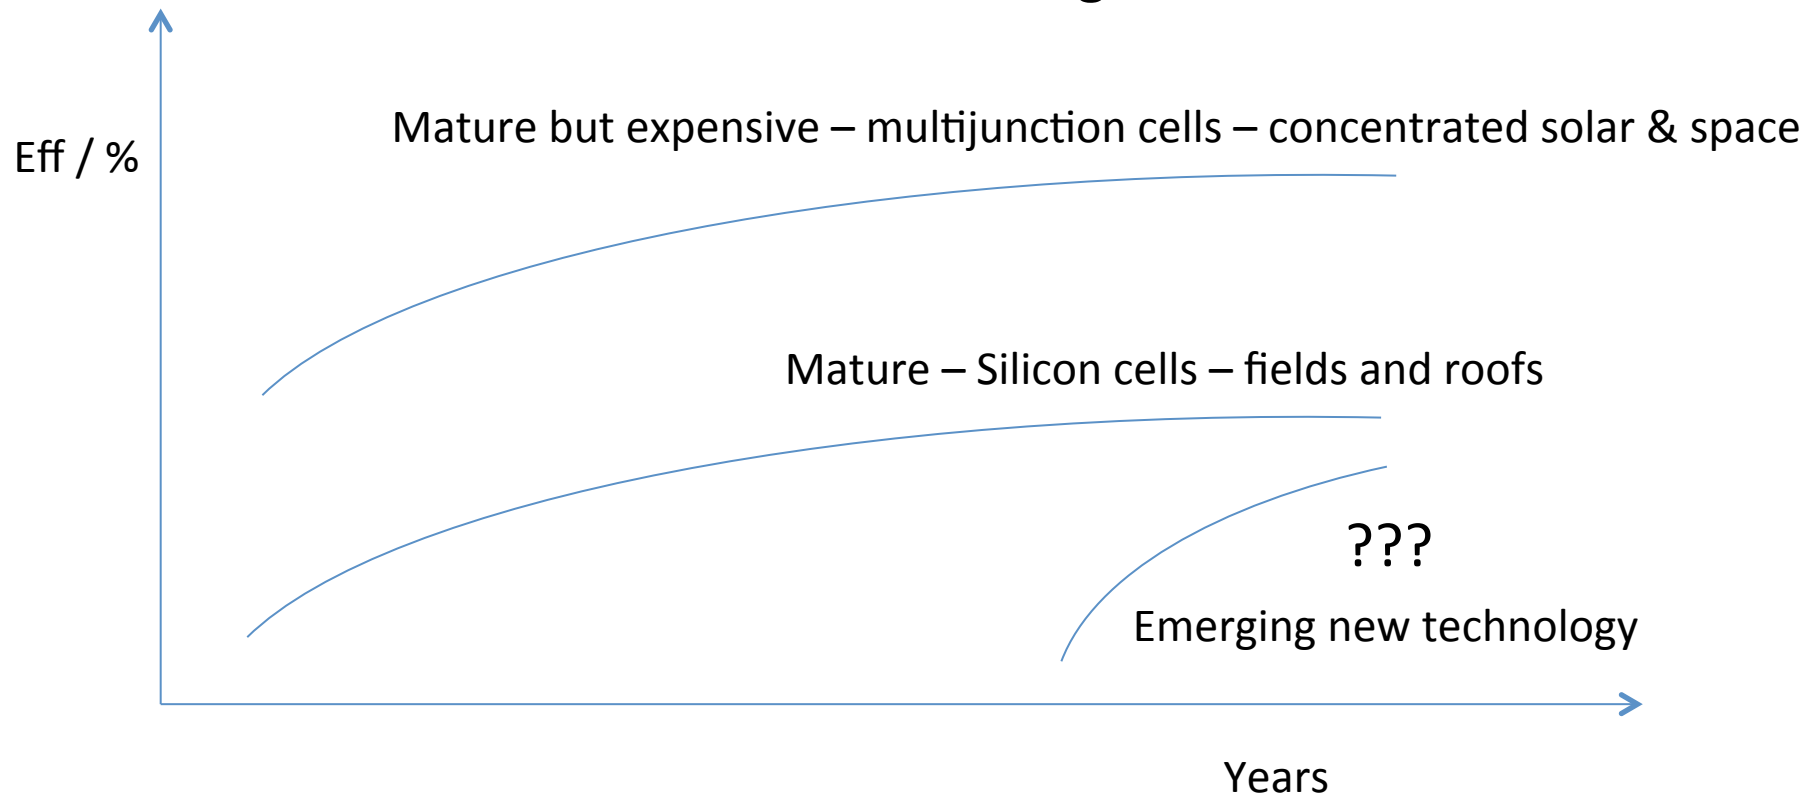 Mature but expensive – multijunction cells – concentrated solar & space
Eff / %
Mature – Silicon cells – fields and roofs
???
Emerging new technology
Years